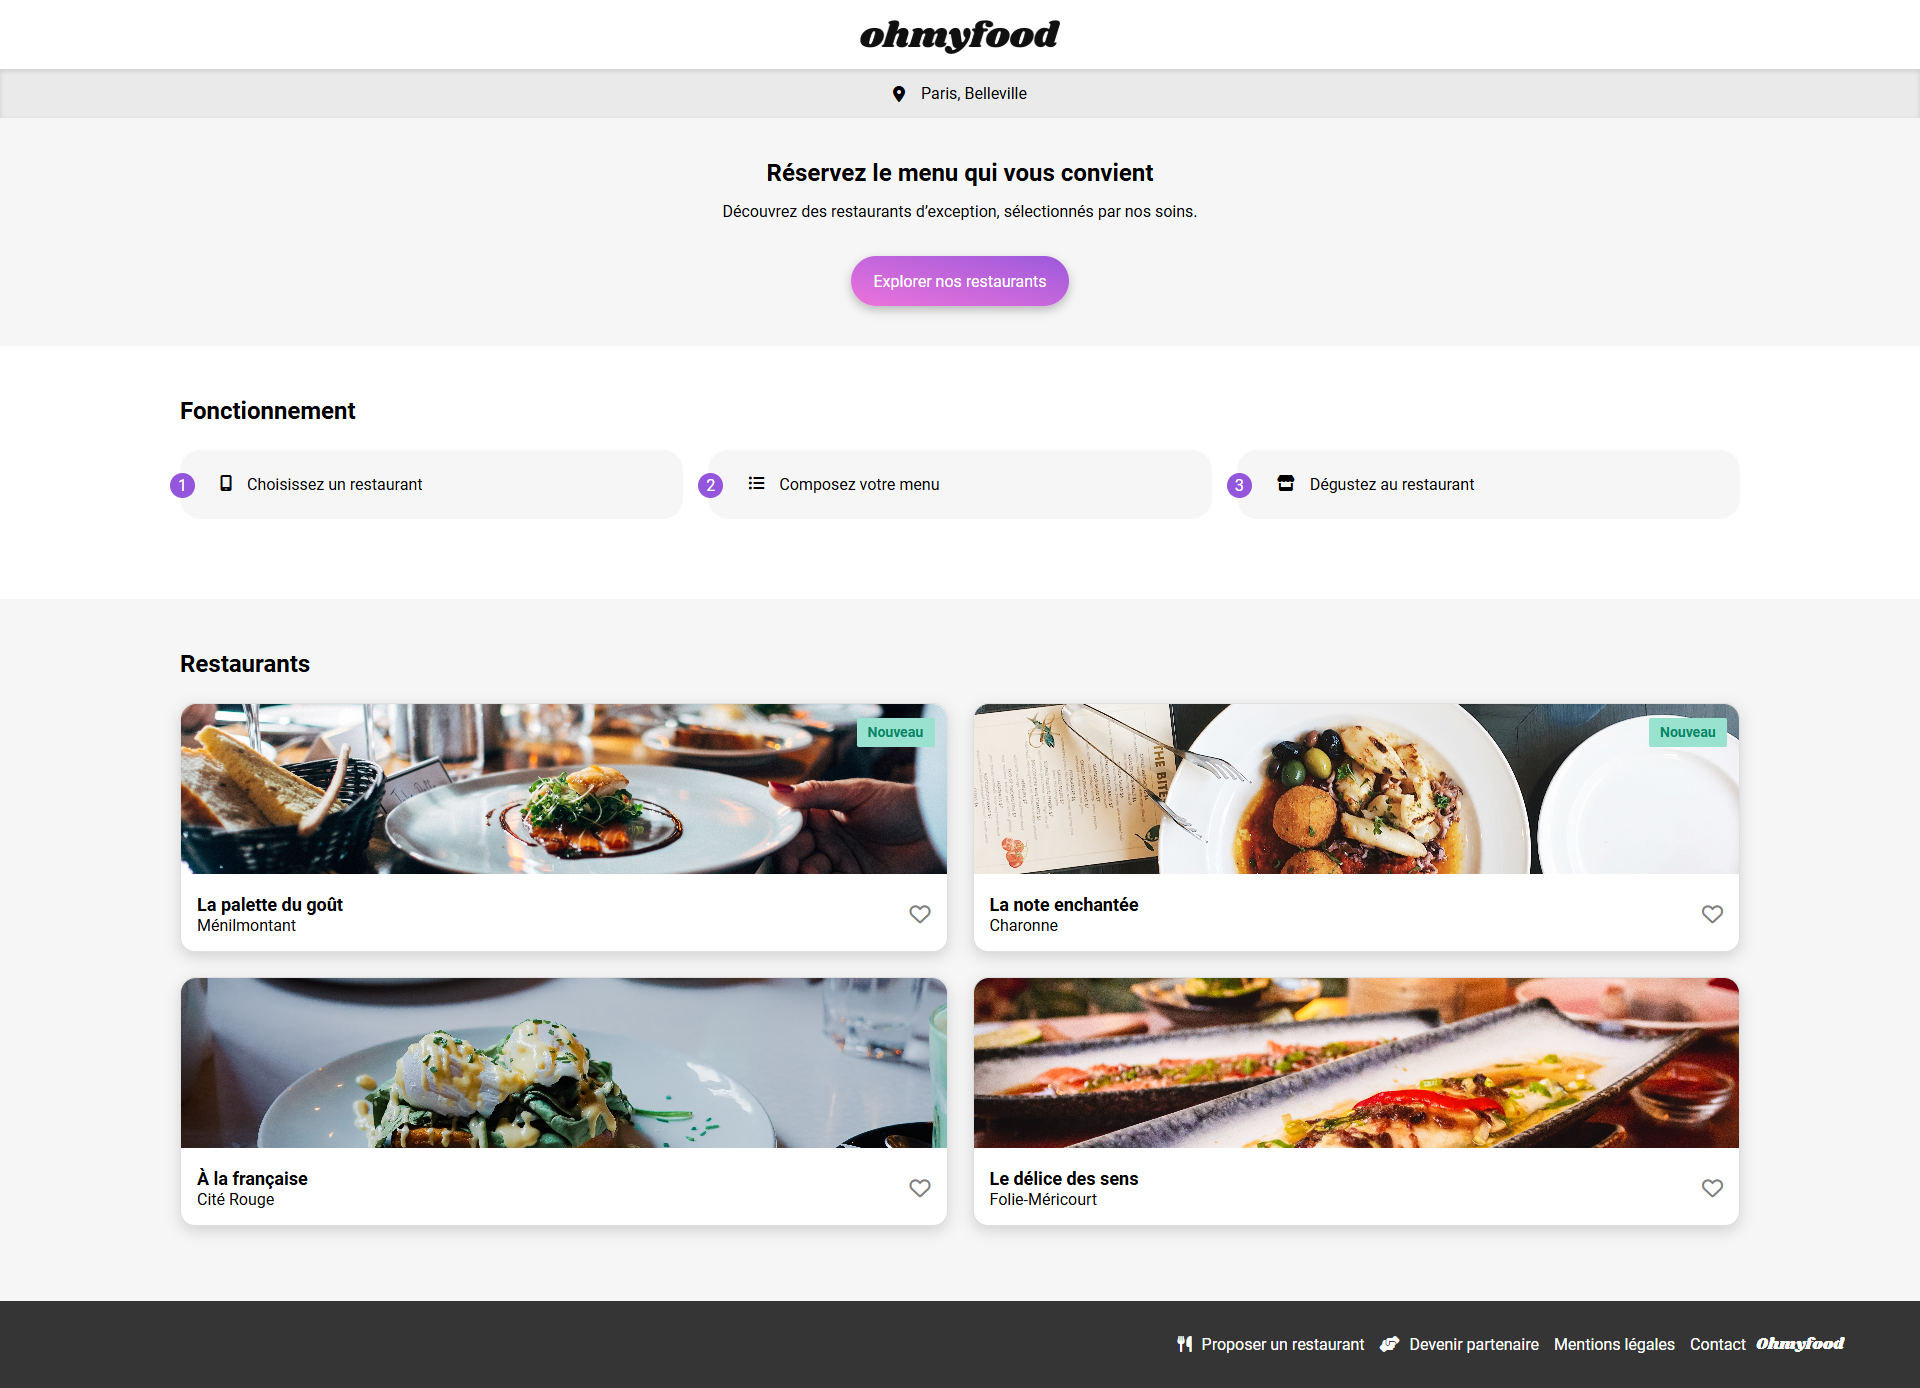 ohmyfood
Paris, Belleville
Réservez le menu qui vous convient
Découvrez des restaurants d’exception, sélectionnés par nos soins.
Explorer nos restaurants
Fonctionnement
1 Choisissez un restaurant
2 Composez votre menu
3 Dégustez au restaurant
Restaurants
Nouveau
La palette du goût
Ménilmontant
Nouveau
THE BITE
La note enchantée
Charonne
À la française
Cité Rouge
Le délice des sens
Folie-Méricourt
Proposer un restaurant Devenir partenaire Mentions légales Contact Ohmyfood